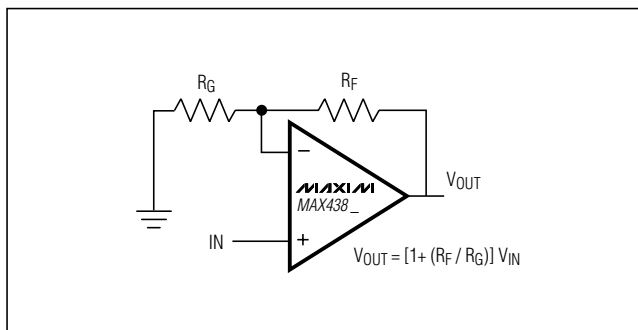 RG
RF
−
MAXIM
MAX438_
VOUT
IN
+
VOUT = [1+ (RF / RG)] VIN